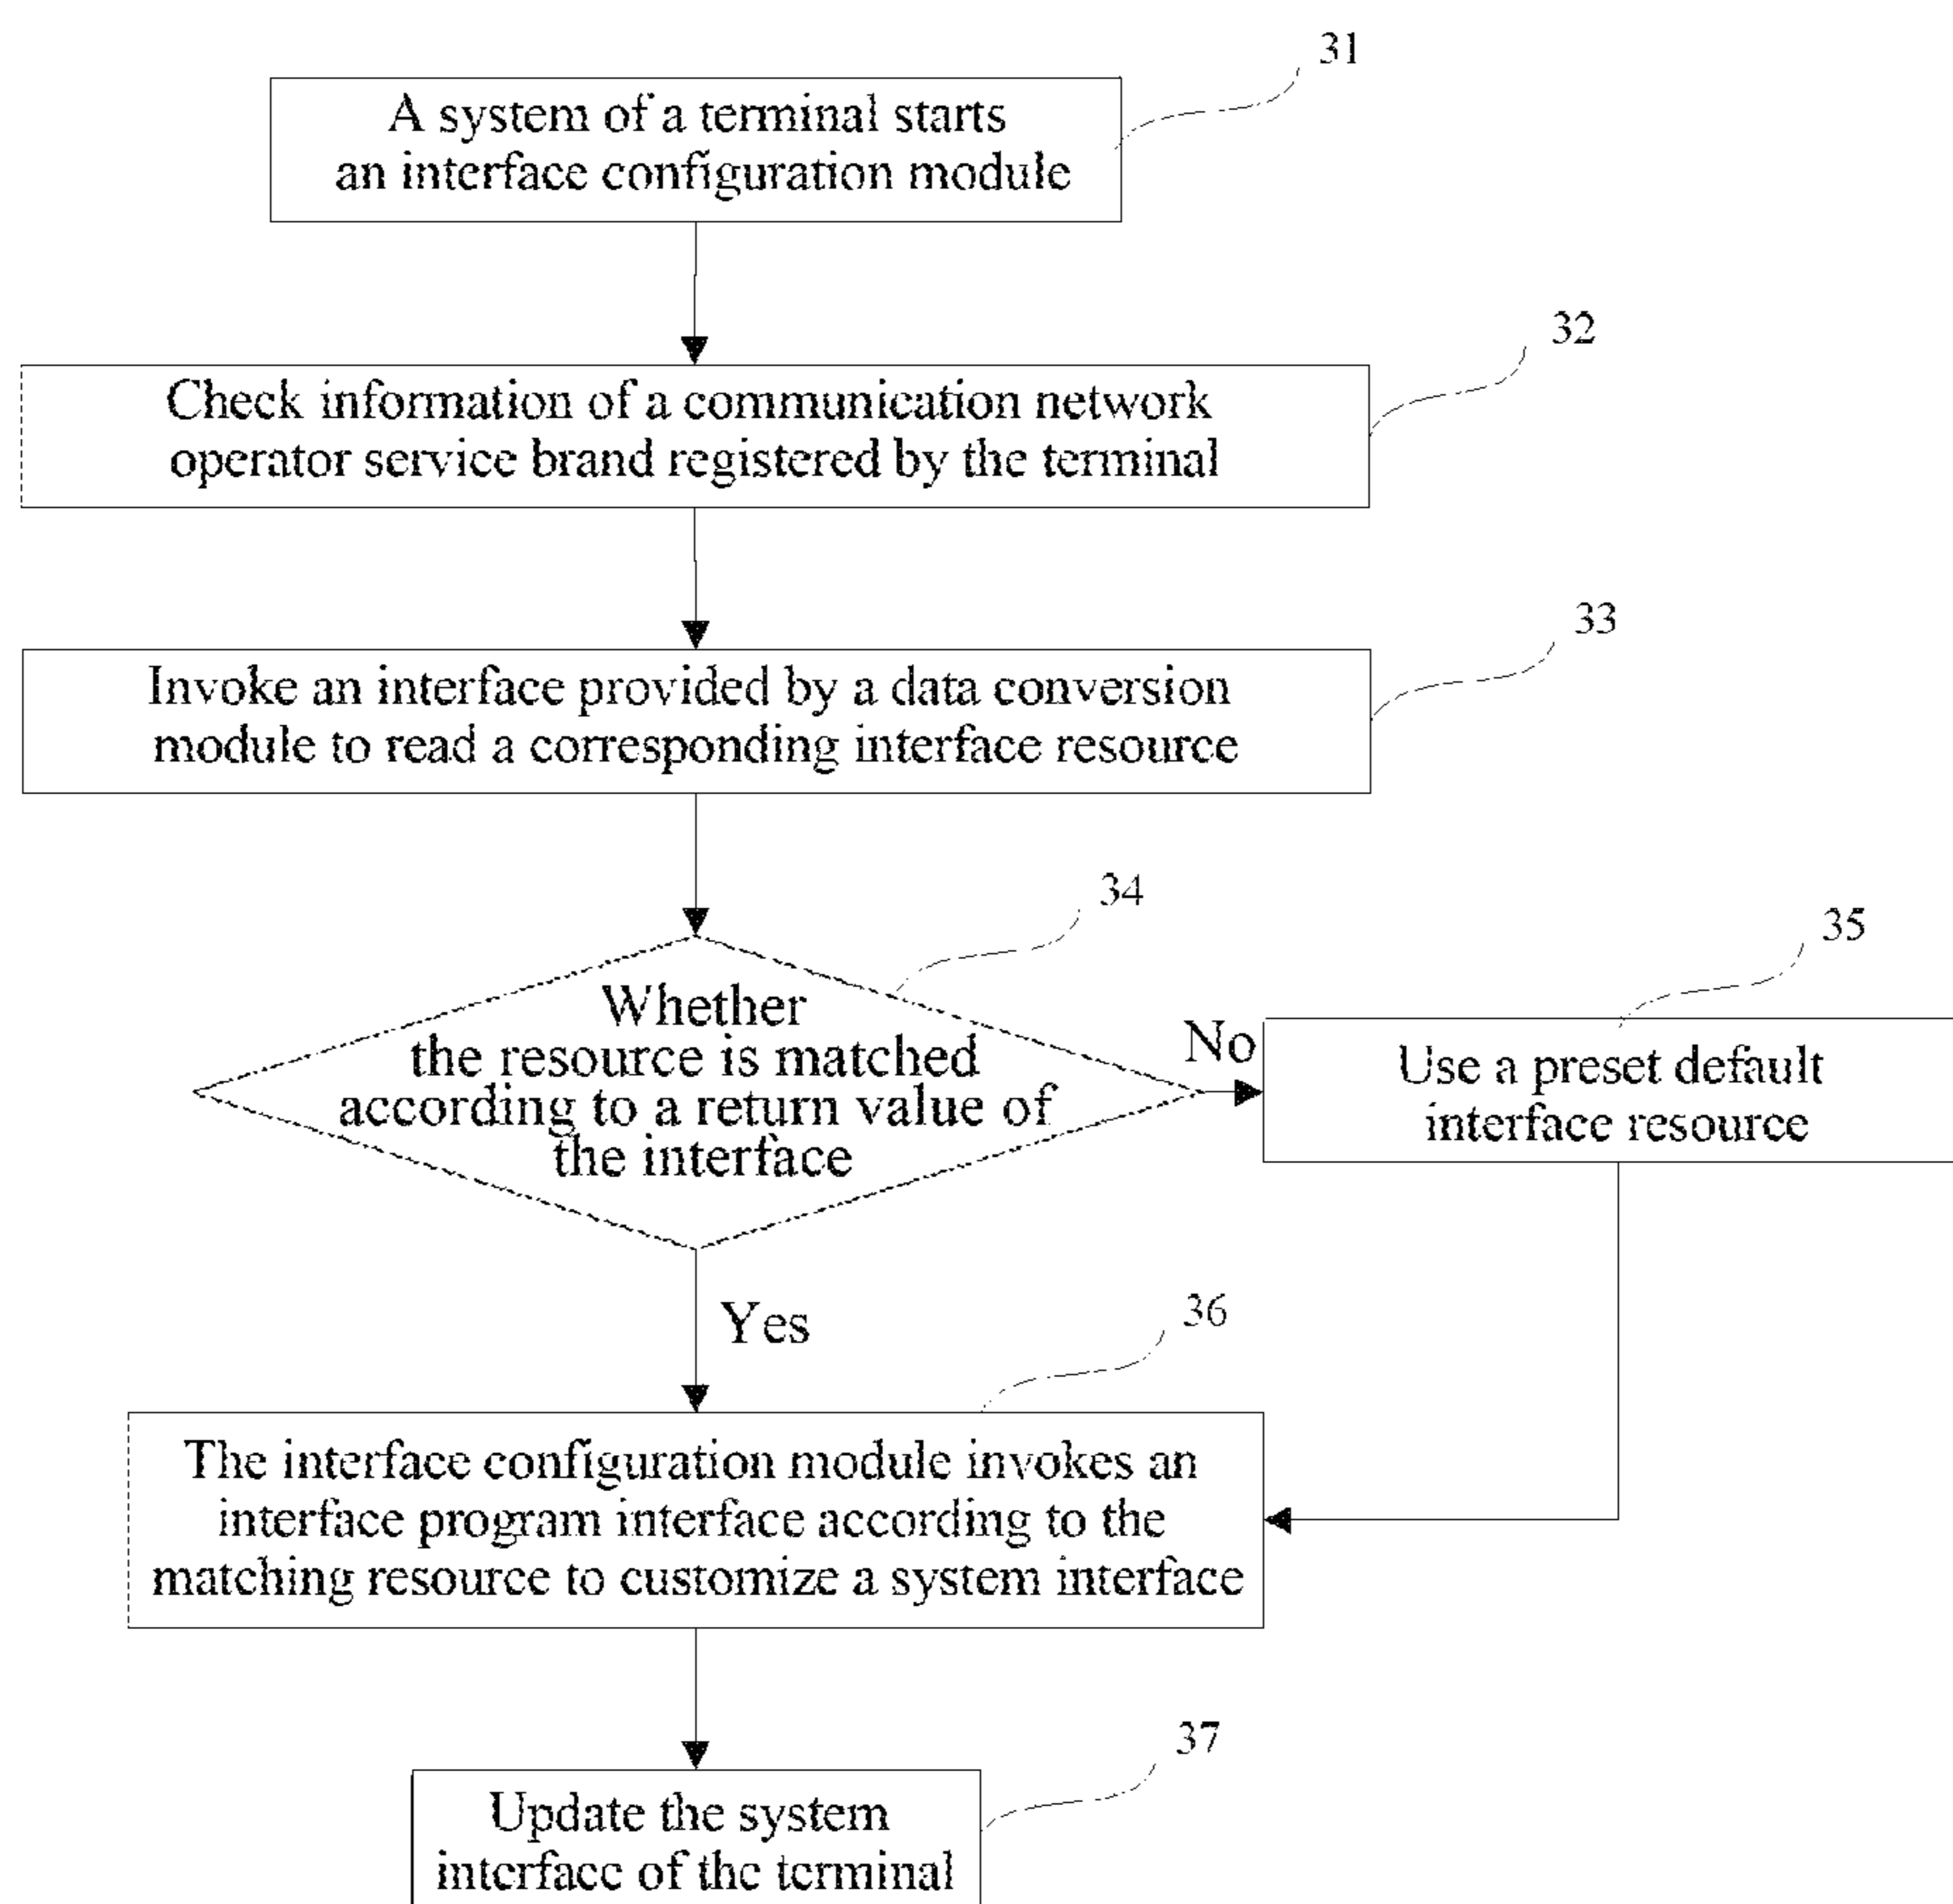 31
A system of a terminal starts
an interface configuration module
32
Check information of a communication network
operator service brand registered by the terminal
33
Invoke an interface provided by a data conversion
module to read a corresponding interface resource
34
Whether
the resource is matched
according to a return value of
the interface
No
35
Use a preset default
interface resource
Yes
36
The interface configuration module invokes an
interface program interface according to the
matching resource to customize a system interface
37
Update the system
interface of the terminal